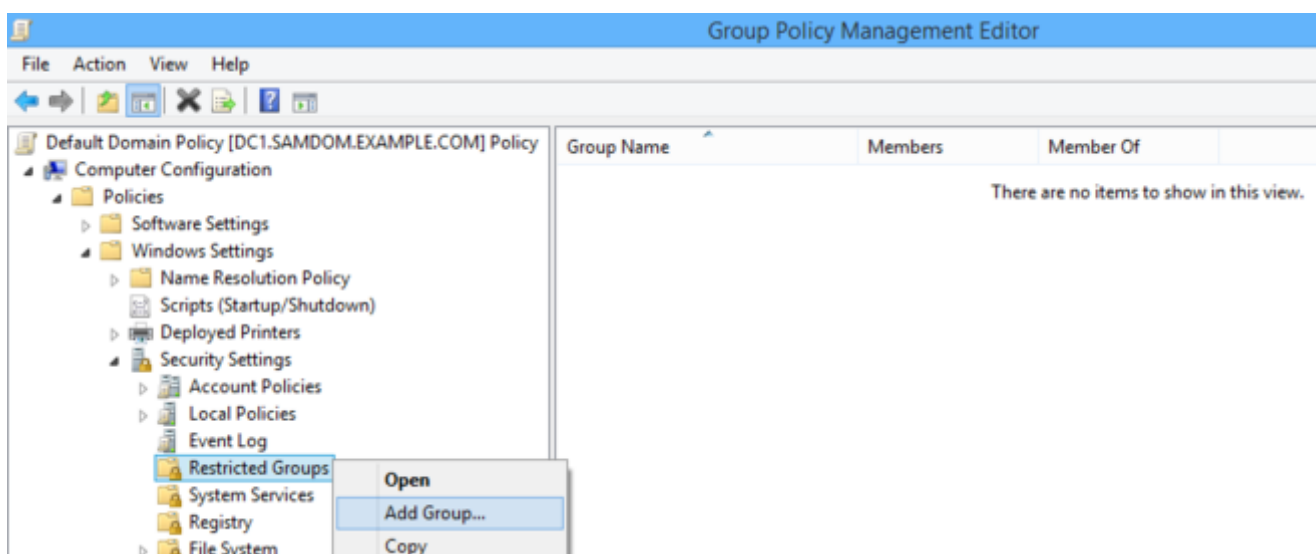 Group Policy Management Editor
File Action View Help
Default Domain Policy [DC1.SAMDOM.EXAMPLE.COM] Policy
Group Name Members Member Of
Computer Configuration
There are no items to show in this view.
Policies
Software Settings
Windows Settings
Name Resolution Policy
Scripts (Startup/Shutdown)
Deployed Printers
Security Settings
Account Policies
Local Policies
Event Log
Restricted Groups
Open
System Services
Add Group...
Registry
File System
Copy